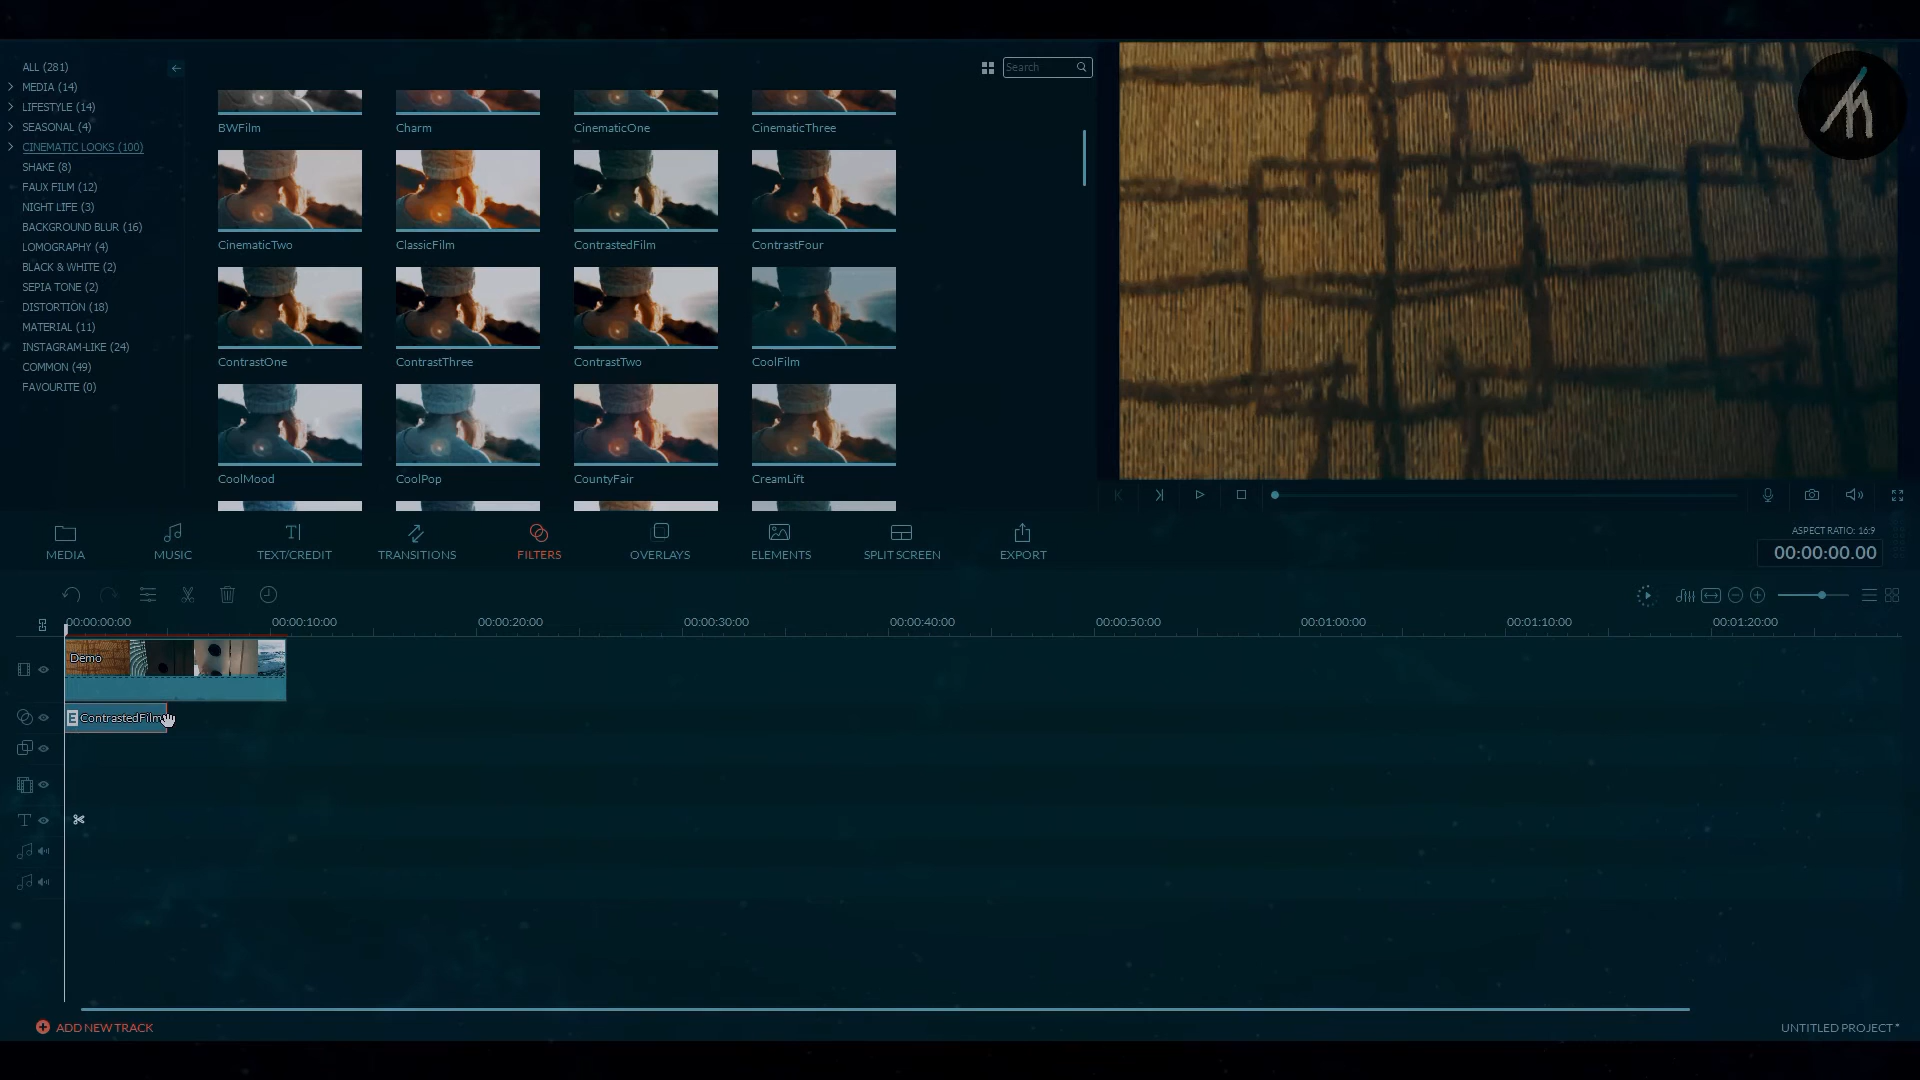 ALL (281)
MEDIA (14)
LIFESTYLE (14)
SEASONAL (4)
CINEMATIC LOOKS (100)
SHAKE (8)
FAUX FILM (12)
NIGHT LIFE (3)
BACKGROUND BLUR (16)
LOMOGRAPHY (4)
BLACK & WHITE (2)
SEPIA TONE (2)
DISTORTION (18)
MATERIAL (11)
INSTAGRAM-LIKE (24)
COMMON (49)
FAVOURITE (0)
Search
BWFilm Charm CinematicOne CinematicThree
CinematicTwo ClassicFilm ContrastedFilm ContrastFour
ContrastOne ContrastThree ContrastTwo CoolFilm
CoolMood CoolPop CountyFair CreamLift
MEDIA MUSIC TEXT/CREDIT TRANSITIONS FILTERS OVERLAYS ELEMENTS SPLIT SCREEN EXPORT
ASPECT RATIO: 16:9
00:00:00.00
00:00:00:00 00:00:10:00 00:00:20:00 00:00:30:00 00:00:40:00 00:00:50:00 00:01:00:00 00:01:10:00 00:01:20:00
Demo
E ContrastedFilm
ADD NEW TRACK
UNTITLED PROJECT *